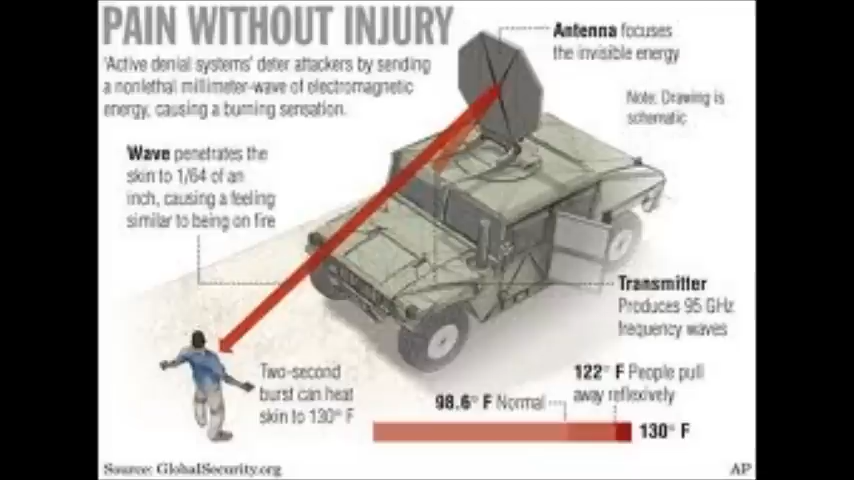 PAIN WITHOUT INJURY
'Active denial systems' deter attackers by sending
a nonlethal millimeter-wave of electromagnetic
energy, causing a burning sensation.
Antenna focuses
the invisible energy
Note: Drawing is
schematic
Wave penetrates the
skin to 1/64 of an
inch, causing a feeling
similar to being on fire
Transmitter
Produces 95 GHz
frequency waves
Two-second
burst can heat
skin to 130° F
122° F People pull
away reflexively
98.6° F Normal
130° F
Source: GlobalSecurity.org
AP